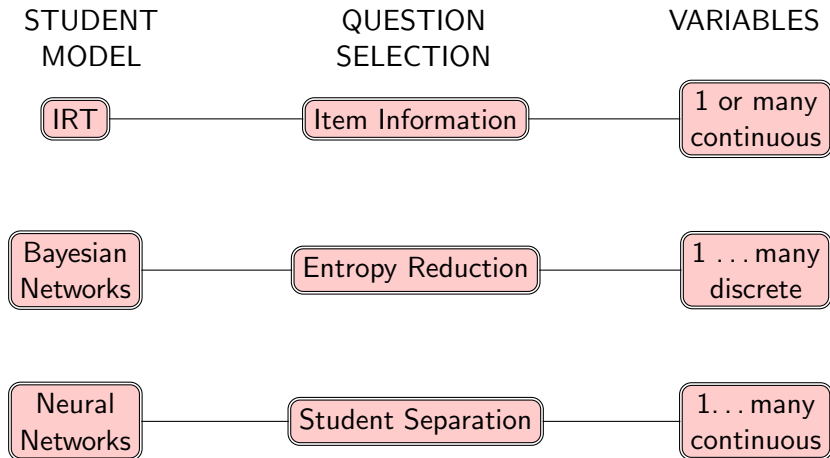 STUDENT
MODEL
QUESTION
SELECTION
VARIABLES
IRT
Item Information
1 or many
continuous
Bayesian
Networks
Entropy Reduction
1 ... many
discrete
Neural
Networks
Student Separation
1... many
continuous